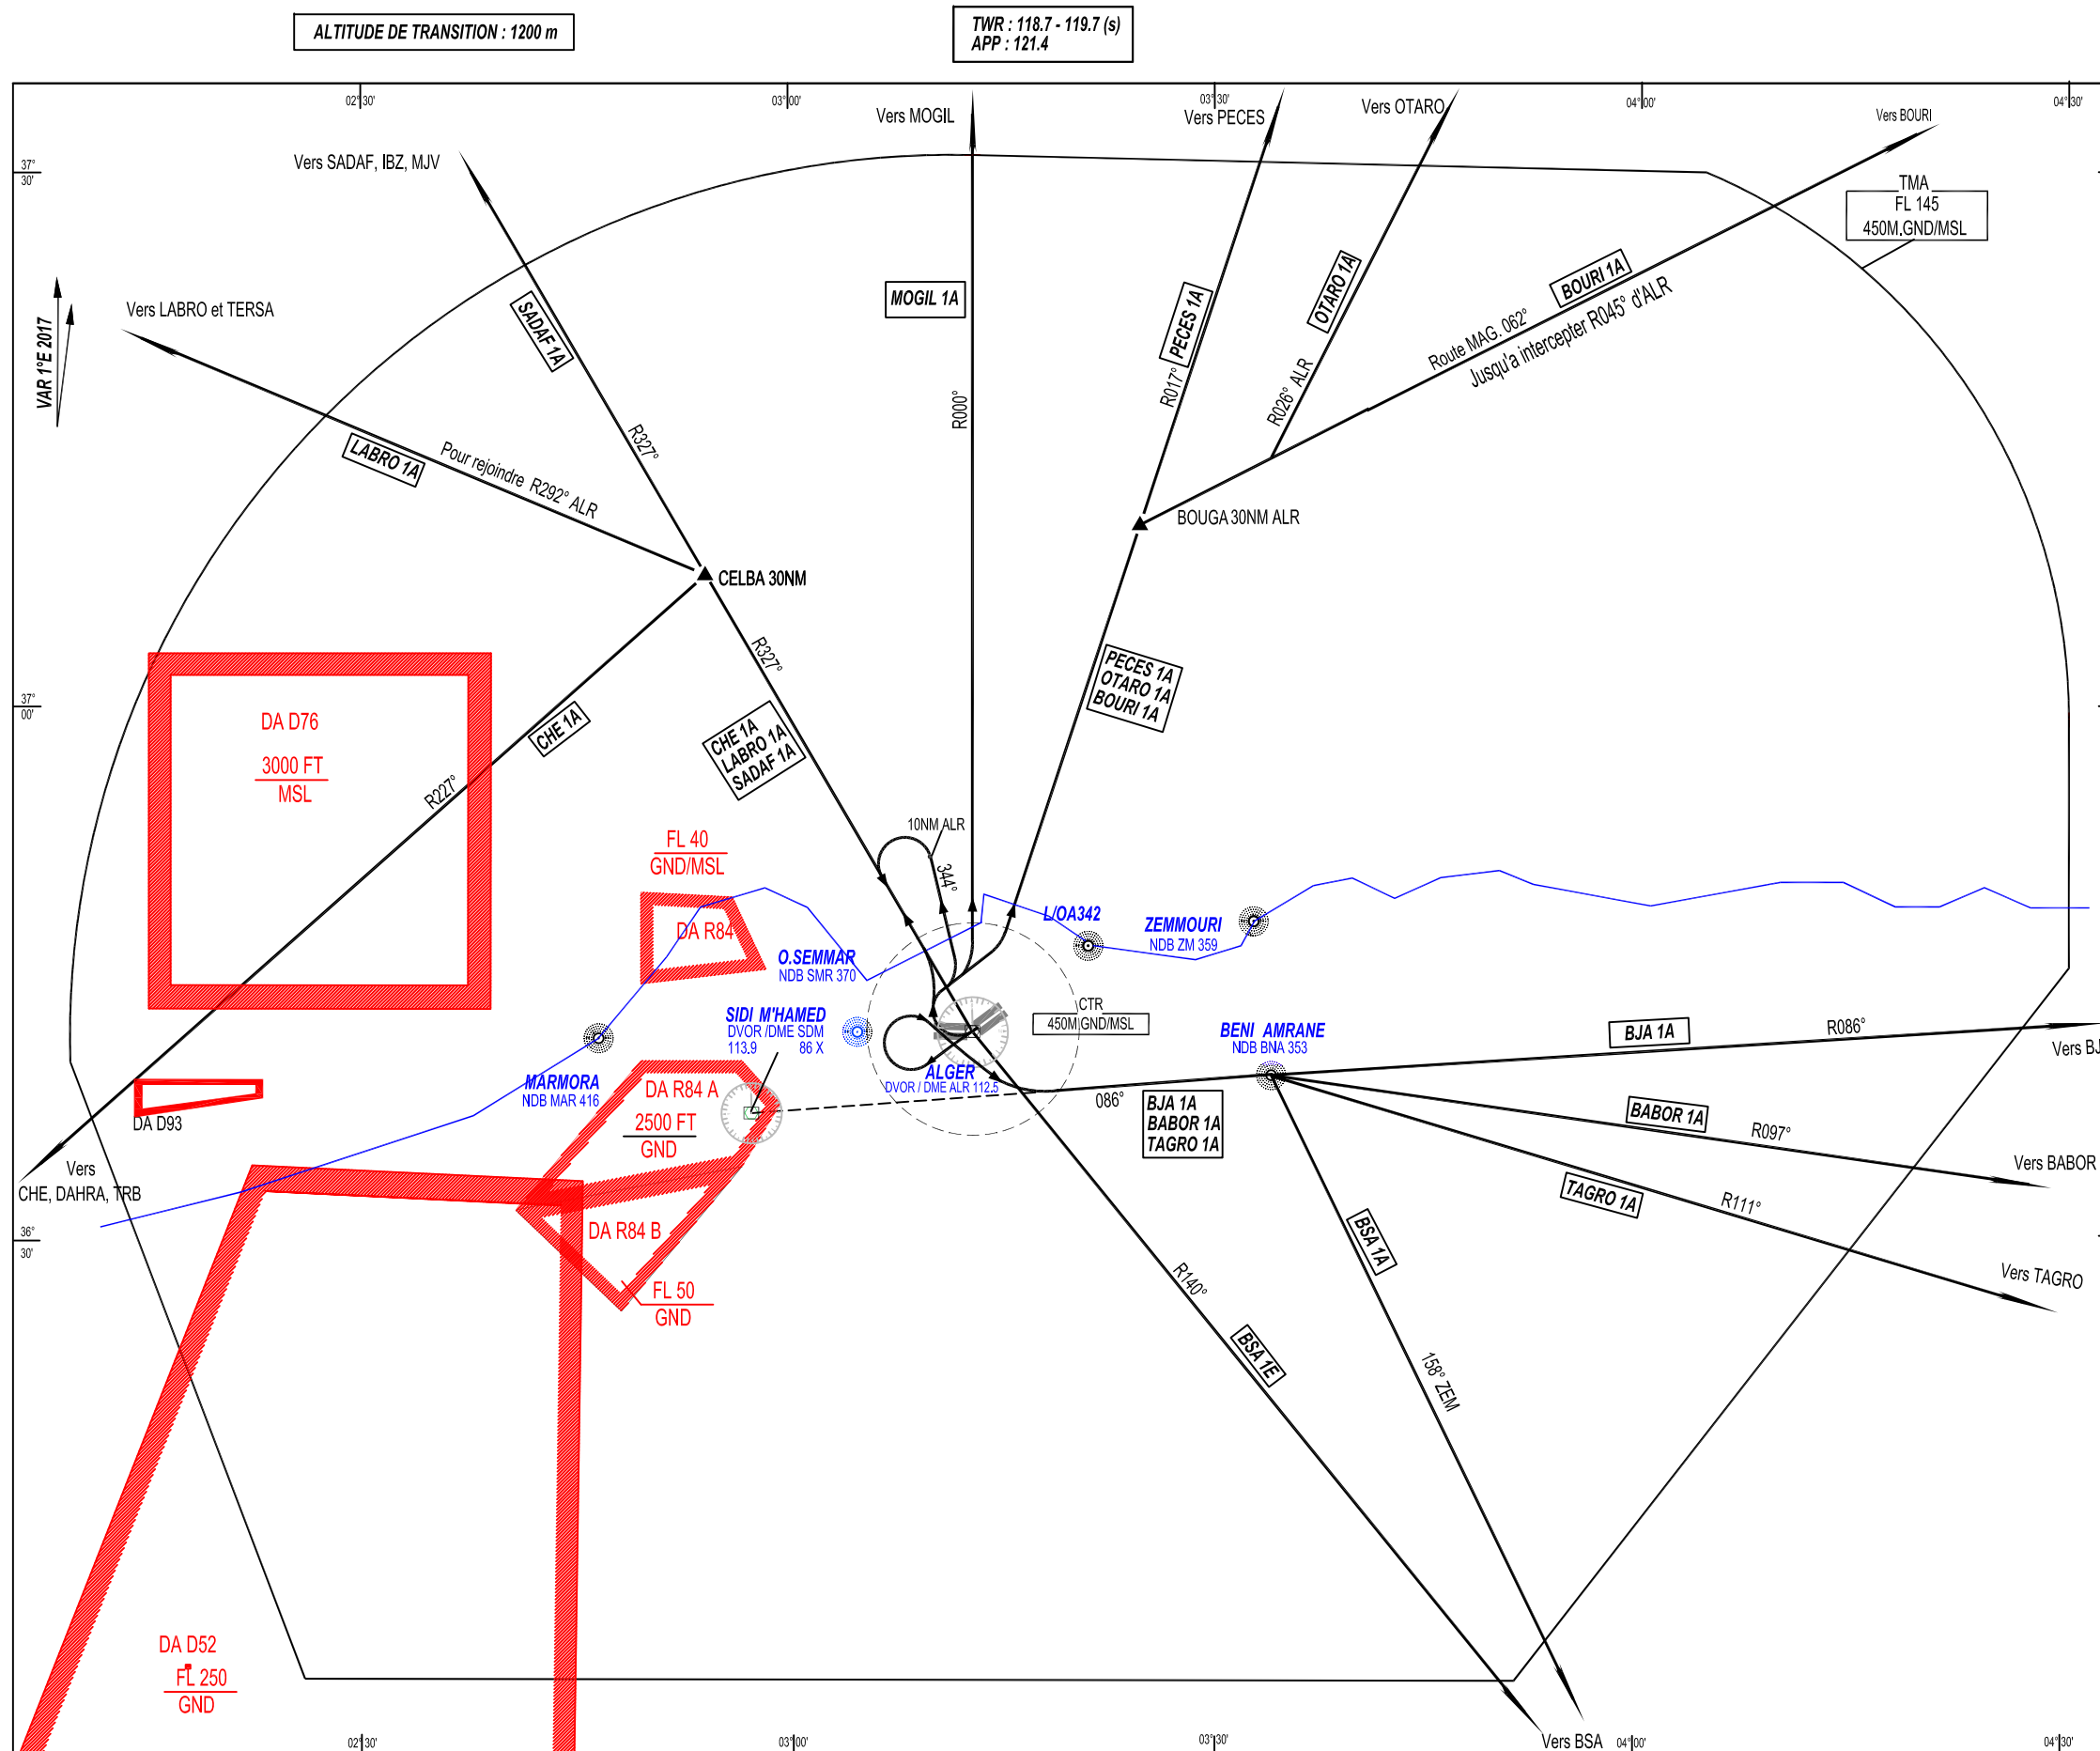 ALTITUDE DE TRANSITION : 1200 m
TWR : 118.7 - 119.7 (s)
APP : 121.4
02°30'
03°00'
03°30'
04°00'
04°30'
Vers MOGIL
Vers PECES
Vers OTARO
Vers BOURI
Vers SADAF, IBZ, MJV
37°
30'
TMA
FL 145
450M.GND/MSL
VAR 1°E 2017
Vers LABRO et TERSA
SADAF 1A
MOGIL 1A
PECES 1A
OTARO 1A
BOURI 1A
Route MAG. 062°
Jusqu'a intercepter R045° d'ALR
R017°
R026° ALR
R000°
R327°
LABRO 1A
Pour rejoindre R292° ALR
BOUGA 30NM ALR
CELBA 30NM
R327°
37°
00'
DA D76
3000 FT
MSL
CHE 1A
R227°
CHE 1A
LABRO 1A
SADAF 1A
PECES 1A
OTARO 1A
BOURI 1A
10NM ALR
344°
FL 40
GND/MSL
DA R84
L/OA342
ZEMMOURI
NDB ZM 359
O.SEMMAR
NDB SMR 370
SIDI M'HAMED
DVOR /DME SDM
113.9 86 X
CTR
450M GND/MSL
BENI AMRANE
NDB BNA 353
BJA 1A
R086°
Vers BJ
MARMORA
NDB MAR 416
ALGER
DVOR / DME ALR 112.5
DA R84 A
2500 FT
GND
086°
BJA 1A
BABOR 1A
TAGRO 1A
BABOR 1A
R097°
Vers BABOR
DA D93
Vers
CHE, DAHRA, TRB
TAGRO 1A
R111°
Vers TAGRO
36°
30'
DA R84 B
FL 50
GND
BSA 1A
R140°
BSA 1E
158° ZEM
DA D52
FL 250
GND
Vers BSA
02°30'
03°00'
03°30'
04°00'
04°30'